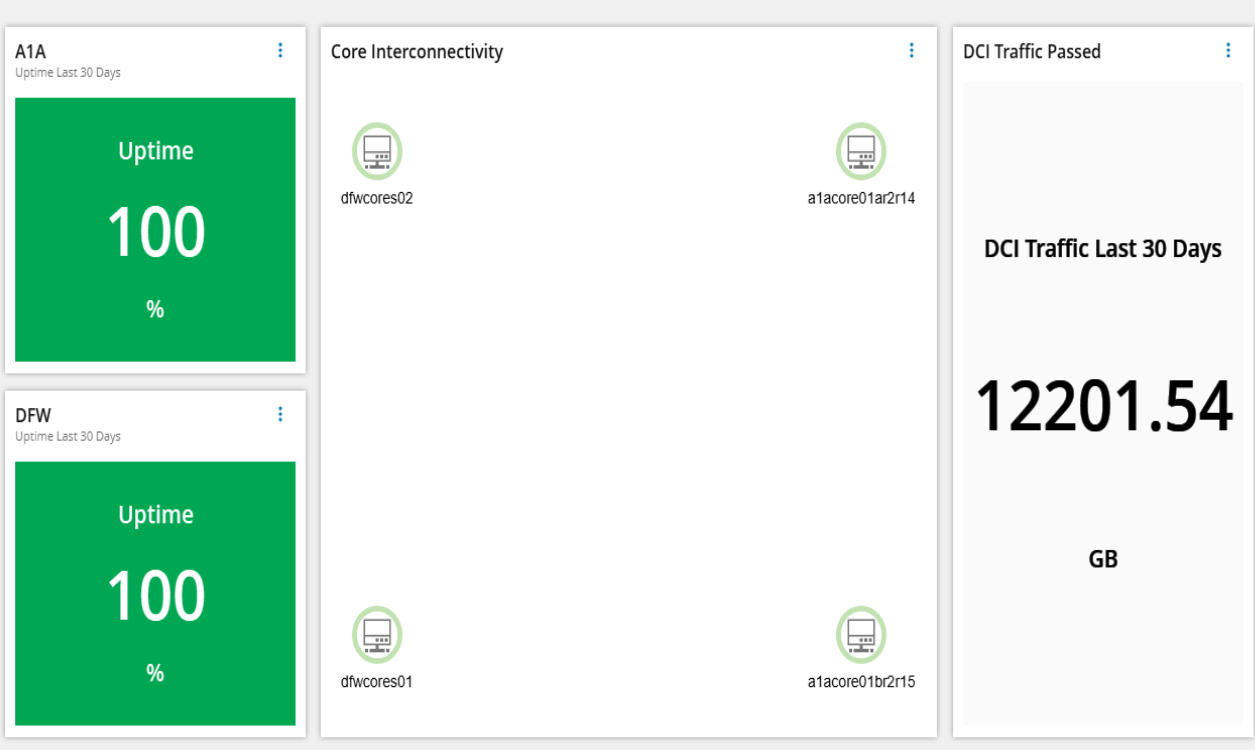 A1A
Uptime Last 30 Days
Uptime
100
%
DFW
Uptime Last 30 Days
Uptime
100
%
Core Interconnectivity
dfwcores02
a1acore01ar2r14
dfwcores01
a1acore01br2r15
DCI Traffic Passed
DCI Traffic Last 30 Days
12201.54
GB